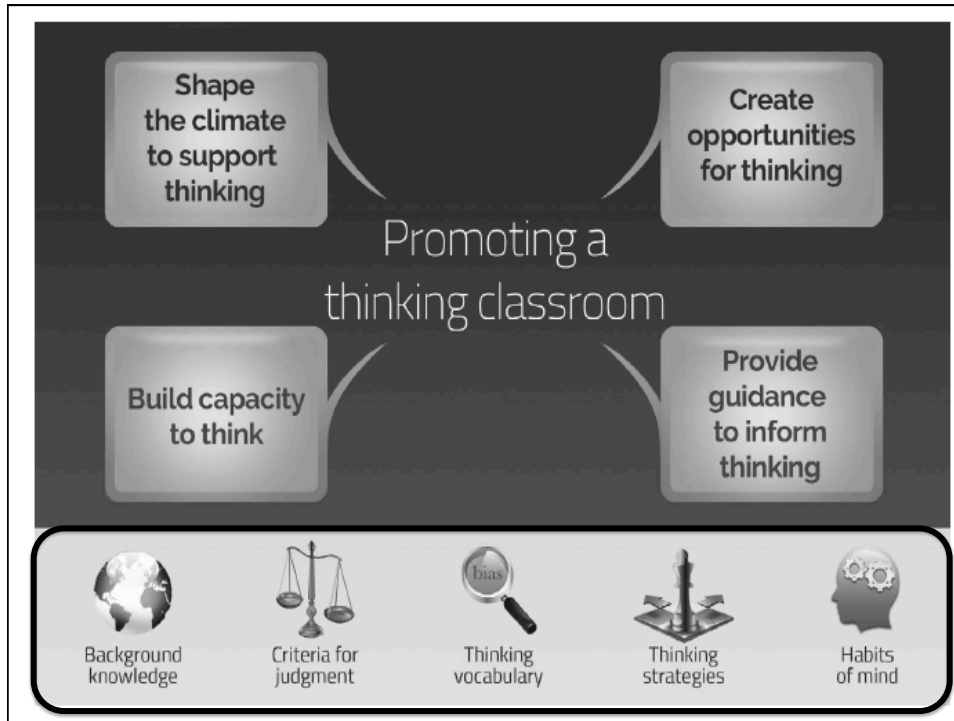 Shape
the climate
to support
thinking
Create
opportunities
for thinking
Promoting a
thinking classroom
Build capacity
to think
Provide
guidance
to inform
thinking
bias
Background
knowledge
Criteria for
judgment
Thinking
vocabulary
Thinking
strategies
Habits
of mind